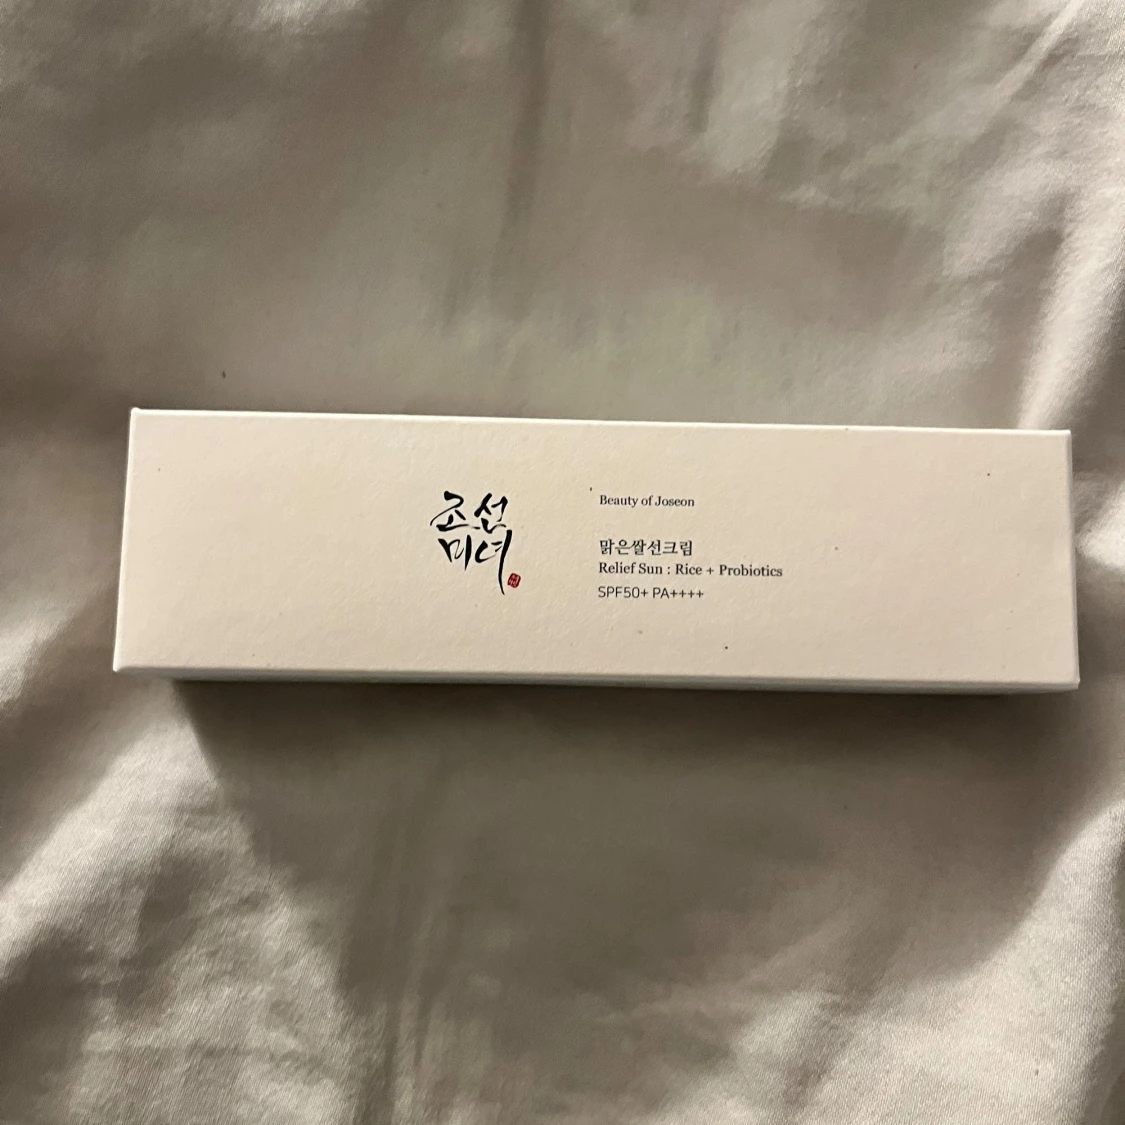 조선
미녀
Beauty of Joseon
맑은쌀선크림
Relief Sun : Rice + Probiotics
SPF50+ PA++++